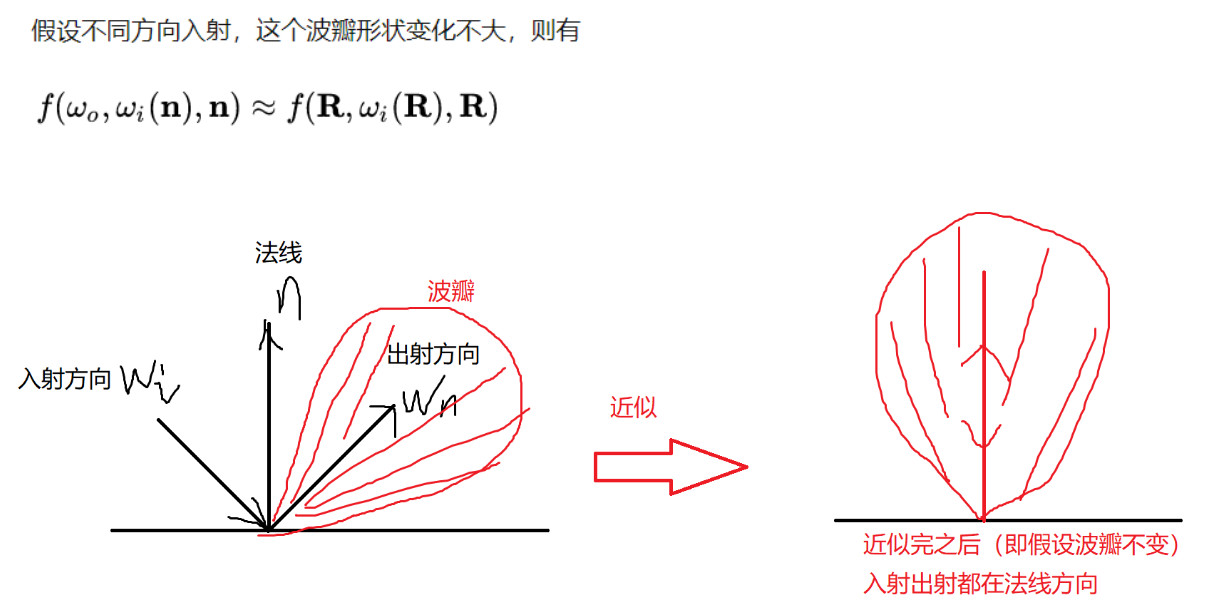 假设不同方向入射，这个波瓣形状变化不大，则有
f(ω_o, ω_i(n), n) ≈ f(R, ω_i(R), R)
法线
n
波瓣
出射方向
Wn
入射方向 Wi
近似
近似完之后（即假设波瓣不变）
入射出射都在法线方向